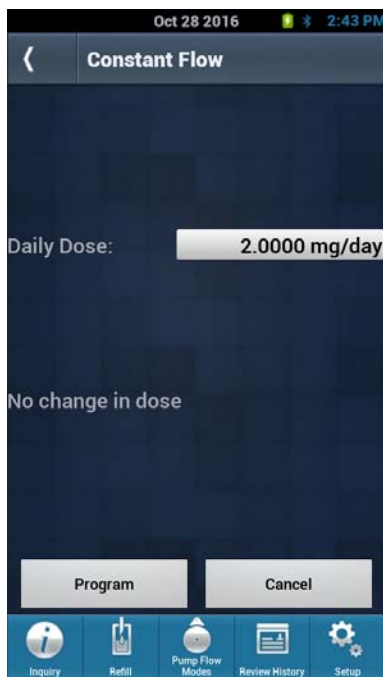 Oct 28 2016 2:43 PM
Constant Flow
Daily Dose: 2.0000 mg/day
No change in dose
Program Cancel
Inquiry Refill Pump Flow Modes Review History Setup